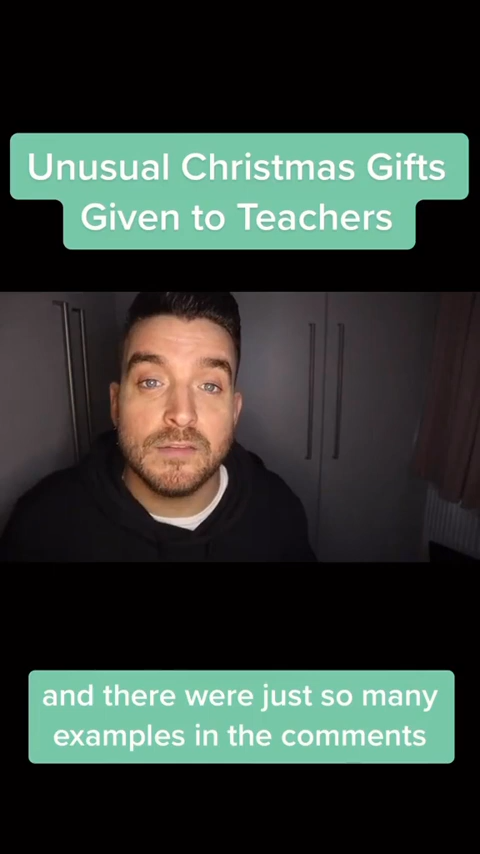 Unusual Christmas Gifts
Given to Teachers
and there were just so many
examples in the comments